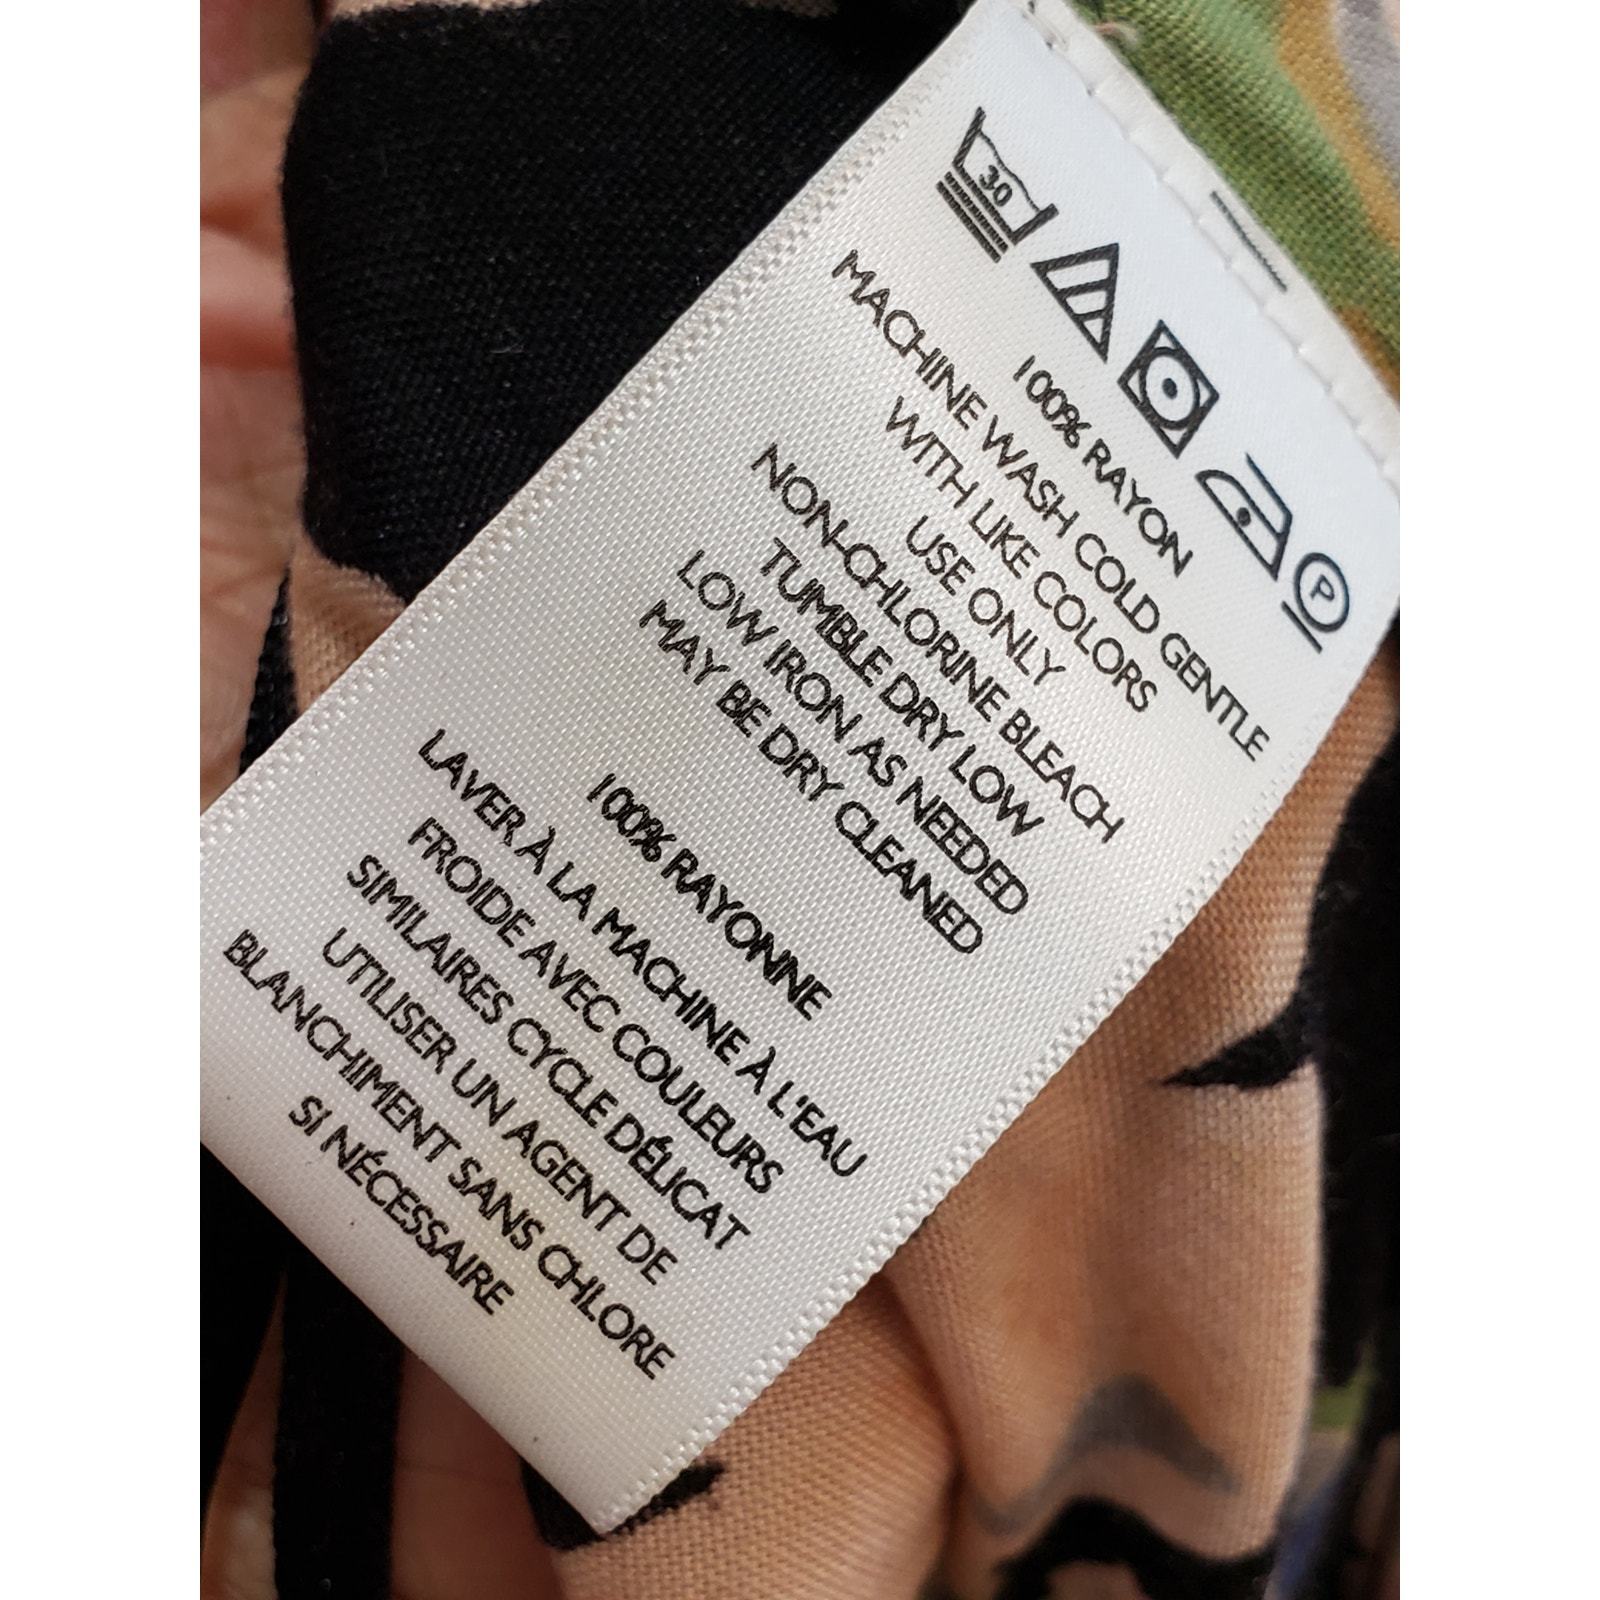 30
P
100% RAYON
MACHINE WASH COLD GENTLE
WITH LIKE COLORS
USE ONLY
NON-CHLORINE BLEACH
TUMBLE DRY LOW
LOW IRON AS NEEDED
MAY BE DRY CLEANED
100% RAYONNE
LAVER À LA MACHINE À L'EAU
FROIDE AVEC COULEURS
SIMILAIRES CYCLE DÉLICAT
UTILISER UN AGENT DE
BLANCHIMENT SANS CHLORE
SI NÉCESSAIRE